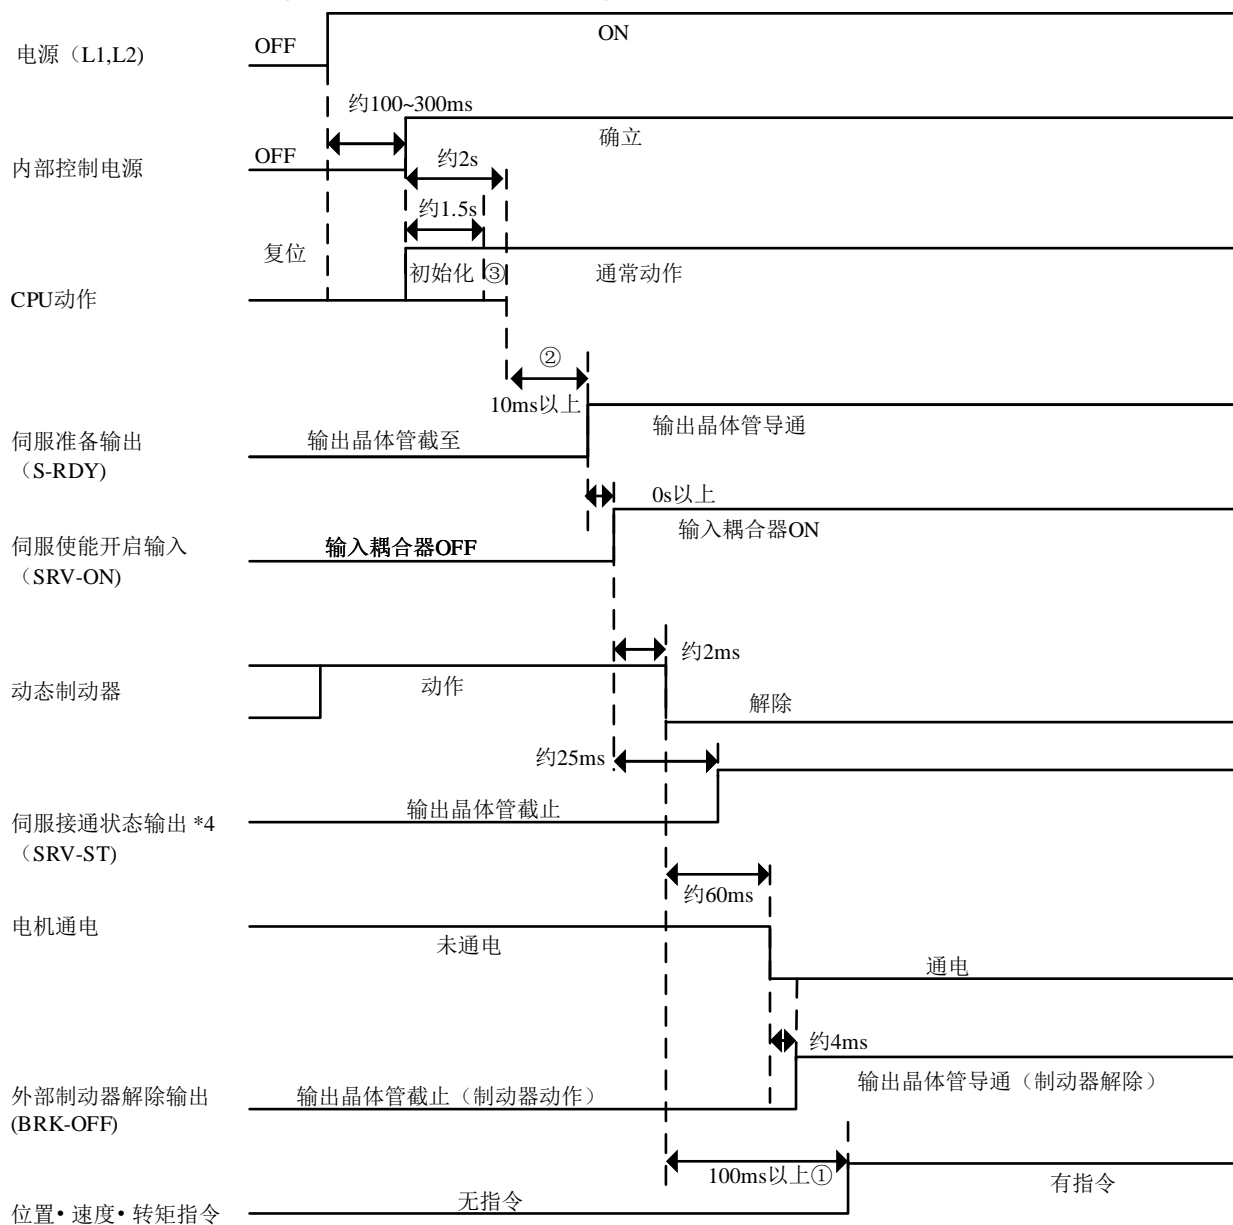 ON
电源（L1,L2)
OFF
约100~300ms
确立
内部控制电源
OFF
约2s
约1.5s
复位
初始化
③
通常动作
CPU动作
②
10ms以上
伺服准备输出
（S-RDY)
输出晶体管截至
输出晶体管导通
0s以上
伺服使能开启输入
（SRV-ON)
输入耦合器OFF
输入耦合器ON
约2ms
动态制动器
动作
解除
约25ms
伺服接通状态输出 *4
（SRV-ST)
输出晶体管截止
约60ms
电机通电
未通电
通电
约4ms
外部制动器解除输出
(BRK-OFF)
输出晶体管截止（制动器动作）
输出晶体管导通（制动器解除）
100ms以上①
位置•速度•转矩指令
无指令
有指令